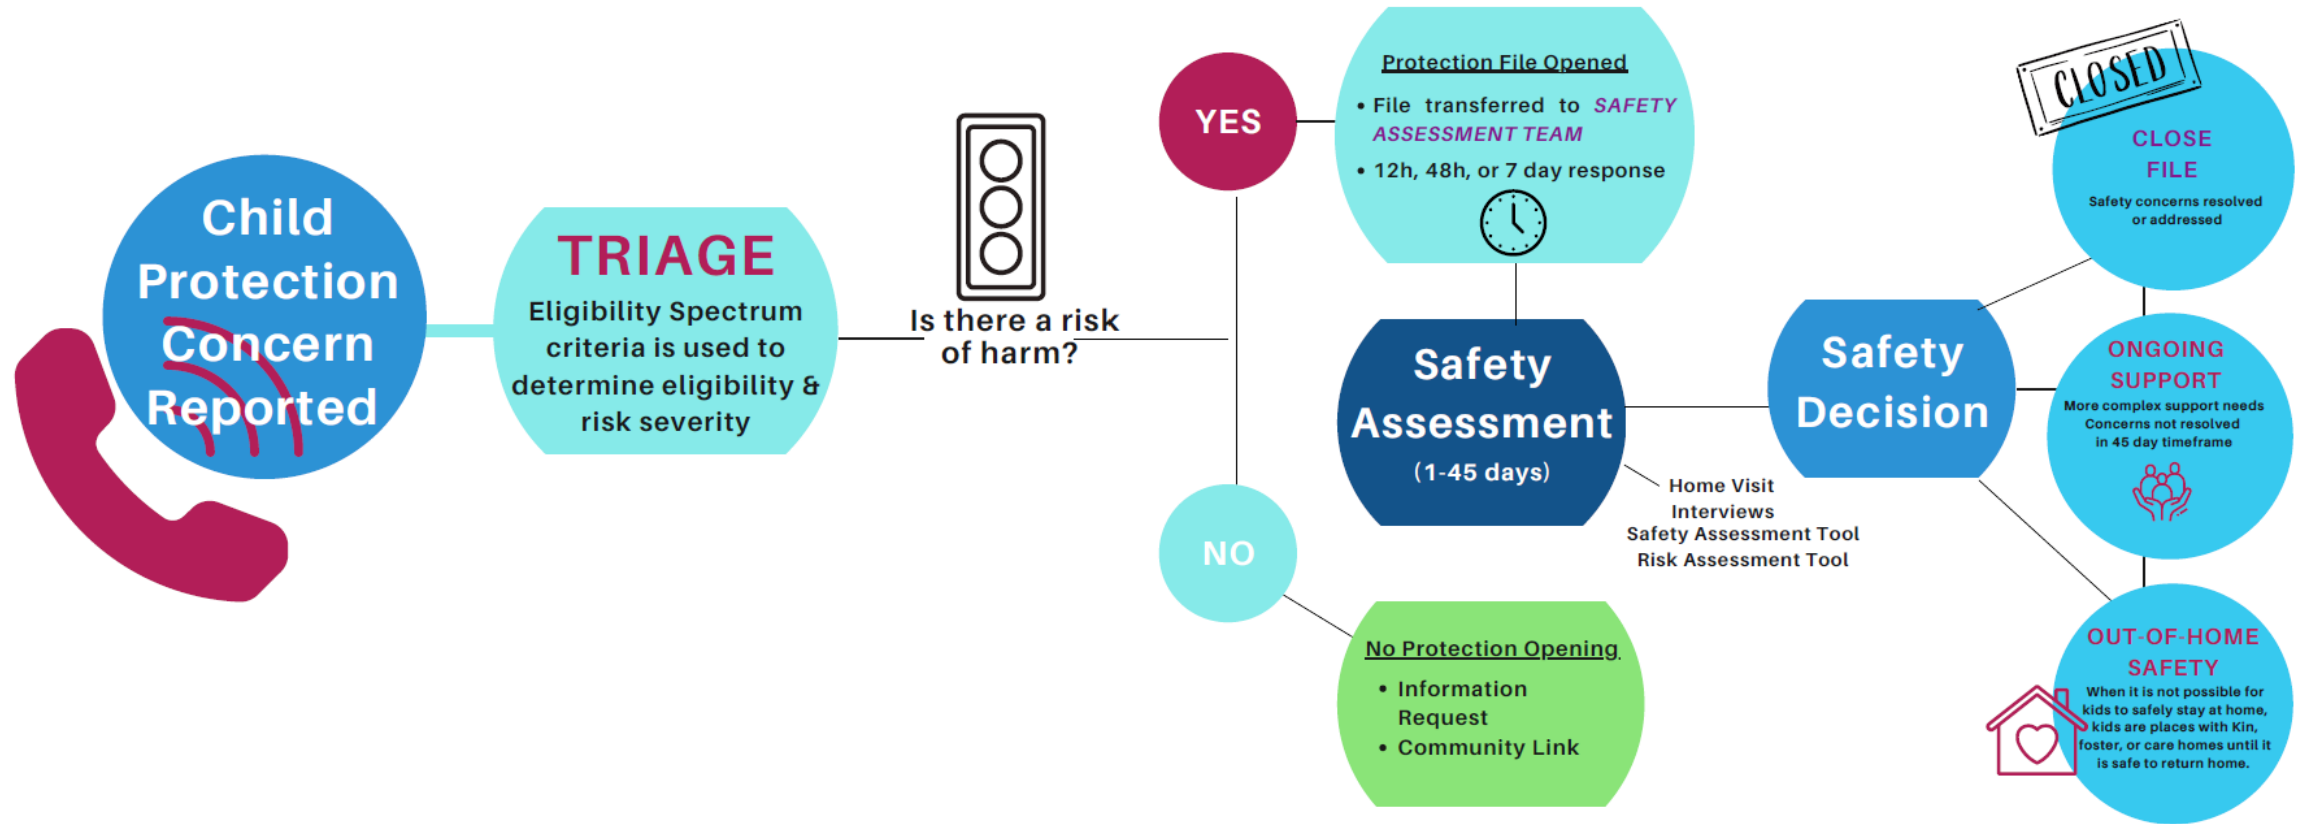 Child
Protection
Concern
Reported
TRIAGE
Eligibility Spectrum
criteria is used to
determine eligibility &
risk severity
Is there a risk
of harm?
YES
Protection File Opened
• File transferred to SAFETY
ASSESSMENT TEAM
• 12h, 48h, or 7 day response
NO
No Protection Opening
• Information
Request
• Community Link
Safety
Assessment
(1-45 days)
Home Visit
Interviews
Safety Assessment Tool
Risk Assessment Tool
Safety
Decision
CLOSED
CLOSE
FILE
Safety concerns resolved
or addressed
ONGOING
SUPPORT
More complex support needs
Concerns not resolved
in 45 day timeframe
OUT-OF-HOME
SAFETY
When it is not possible for
kids to safely stay at home,
kids are places with Kin,
foster, or care homes until it
is safe to return home.